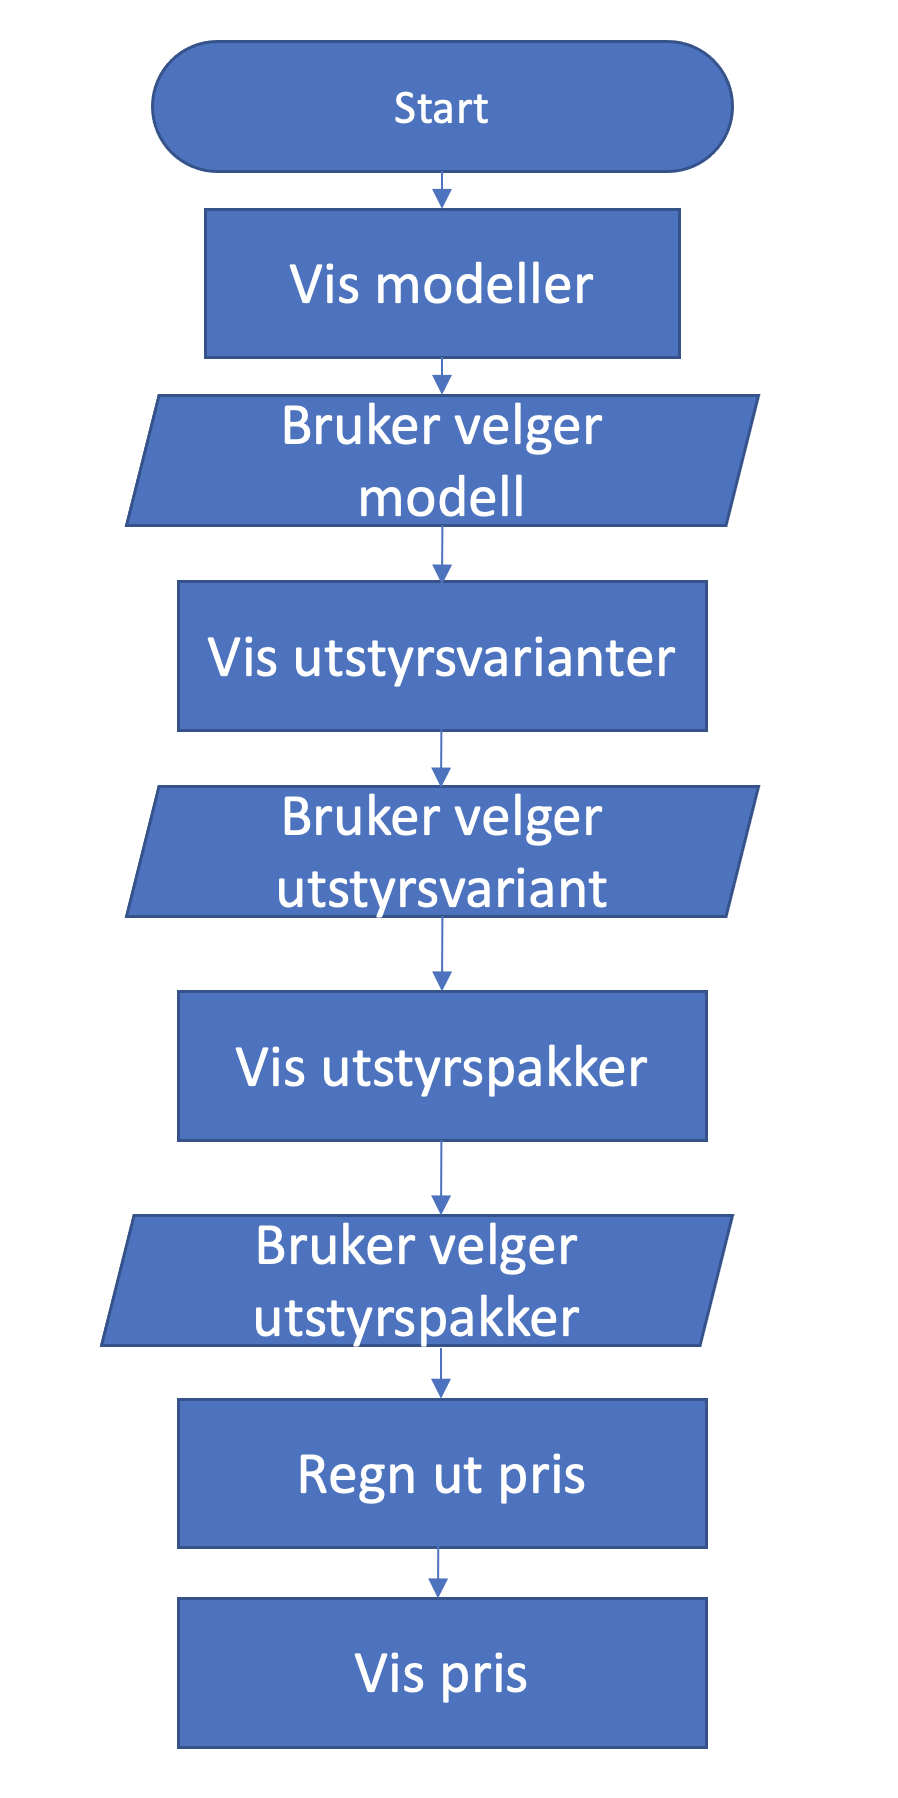 Start
Vis modeller
Bruker velger
modell
Vis utstyrsvarianter
Bruker velger
utstyrsvariant
Vis utstyrspakker
Bruker velger
utstyrspakker
Regn ut pris
Vis pris